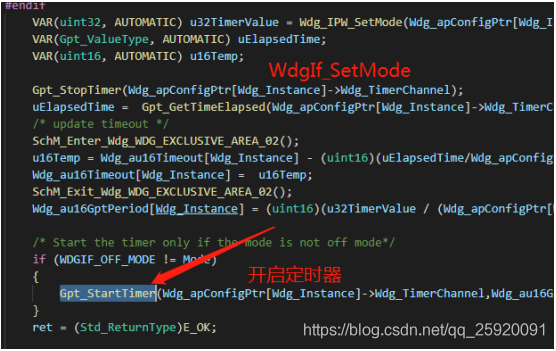 #endif
VAR(uint32, AUTOMATIC) u32TimerValue = Wdg_IPW_SetMode(Wdg_apConfigPtr[Wdg_I
VAR(Gpt_ValueType, AUTOMATIC) uElapsedTime;
VAR(uint16, AUTOMATIC) u16Temp;
WdgIf_SetMode
Gpt_StopTimer(Wdg_apConfigPtr[Wdg_Instance]->Wdg_TimerChannel);
uElapsedTime =  Gpt_GetTimeElapsed(Wdg_apConfigPtr[Wdg_Instance]->Wdg_TimerC
/* update timeout */
SchM_Enter_Wdg_WDG_EXCLUSIVE_AREA_02();
u16Temp = Wdg_au16Timeout[Wdg_Instance] - (uint16)(uElapsedTime/Wdg_apConfig
Wdg_au16Timeout[Wdg_Instance] =  u16Temp;
SchM_Exit_Wdg_WDG_EXCLUSIVE_AREA_02();
Wdg_au16GptPeriod[Wdg_Instance] = (uint16)(u32TimerValue / (Wdg_apConfigPtr[W
/* Start the timer only if the mode is not off mode*/
if (WDGIF_OFF_MODE != Mode)
{
开启定时器
Gpt_StartTimer(Wdg_apConfigPtr[Wdg_Instance]->Wdg_TimerChannel,Wdg_au16G
}
ret = (Std_ReturnType)E_OK;
https://blog.csdn.net/qq_25920091